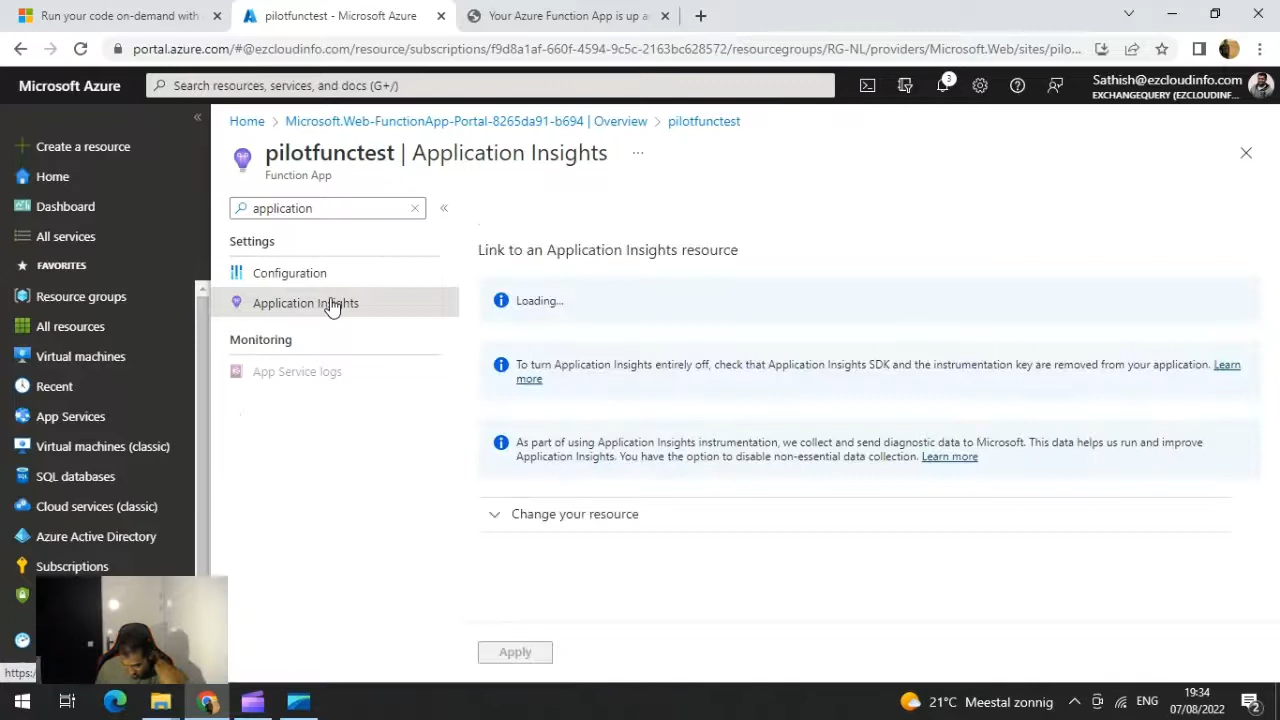 Run your code on-demand with
pilotfunctest - Microsoft Azure
Your Azure Function App is up a
portal.azure.com/#@ezcloudinfo.com/resource/subscriptions/f9d8a1af-660f-4594-9c5c-2163bc628572/resourcegroups/RG-NL/providers/Microsoft.Web/sites/pilo...
Microsoft Azure
Search resources, services, and docs (G+/)
3
Sathish@ezcloudinfo.com
EXCHANGEQUERY (EZCLOUDINF...
Home > Microsoft.Web-FunctionApp-Portal-8265da91-b694 | Overview > pilotfunctest
pilotfunctest | Application Insights
...
Function App
Create a resource
Home
Dashboard
All services
FAVORITES
Resource groups
All resources
Virtual machines
Recent
App Services
Virtual machines (classic)
SQL databases
Cloud services (classic)
Azure Active Directory
Subscriptions
https:/
application
Settings
Configuration
Application Insights
Monitoring
App Service logs
Link to an Application Insights resource
Loading...
To turn Application Insights entirely off, check that Application Insights SDK and the instrumentation key are removed from your application. Learn
more
As part of using Application Insights instrumentation, we collect and send diagnostic data to Microsoft. This data helps us run and improve
Application Insights. You have the option to disable non-essential data collection. Learn more
Change your resource
Apply
21°C Meestal zonnig
ENG
19:34
07/08/2022
2